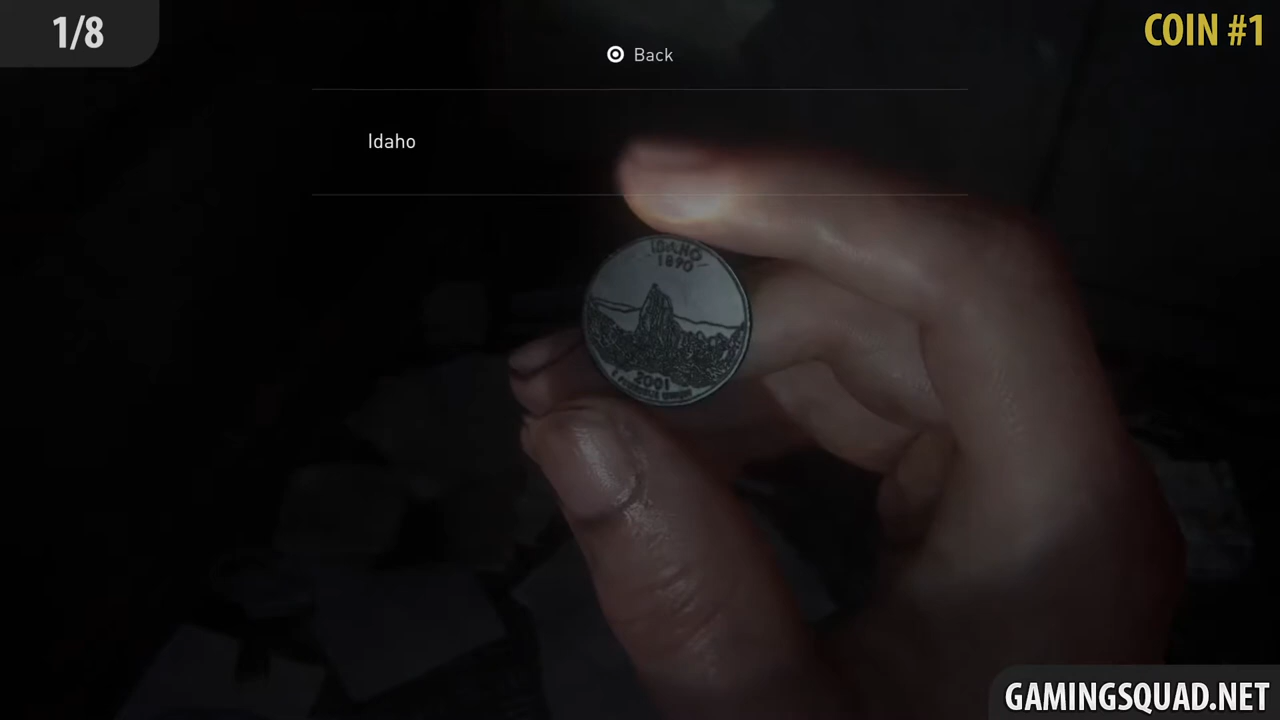 1/8
COIN #1
Back
Idaho
IDAHO
1890
2001
GAMINGSQUAD.NET